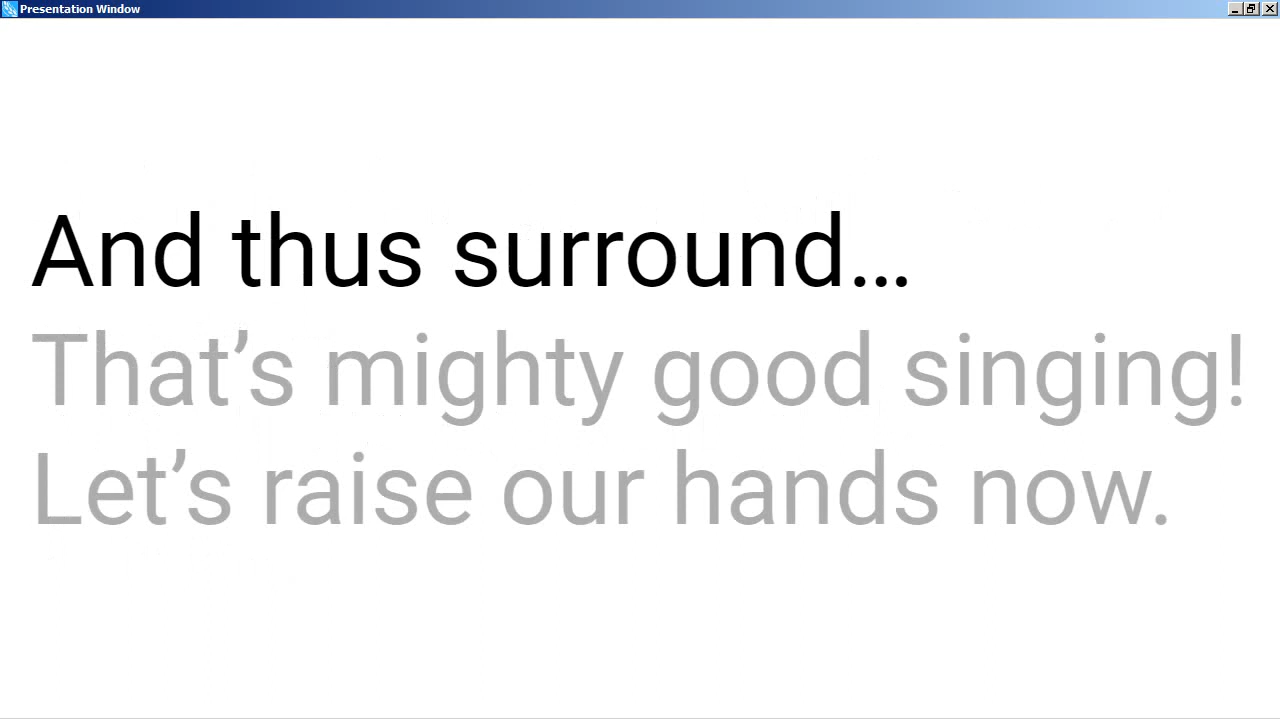 Presentation Window
And thus surround…
That’s mighty good singing!
Let’s raise our hands now.